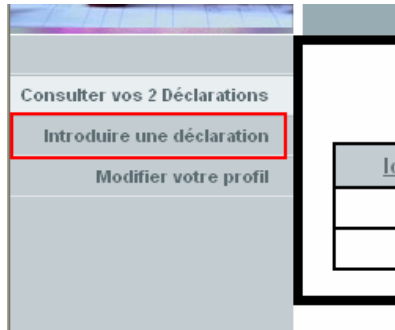 Consulter vos 2 Déclarations
Introduire une déclaration
Modifier votre profil